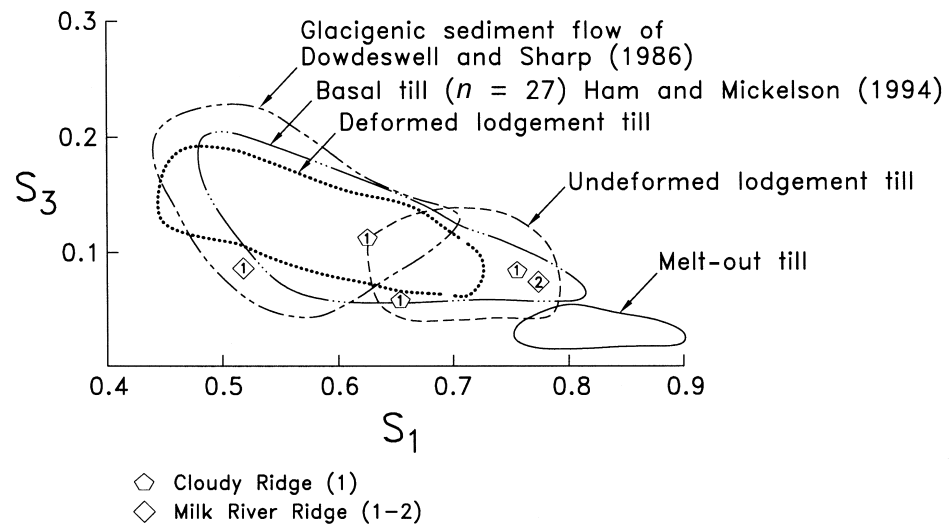 0.3
Glacigenic sediment flow of
Dowdeswell and Sharp (1986)
Basal till (n = 27) Ham and Mickelson (1994)
0.2
Deformed lodgement till
S3
Undeformed lodgement till
1
0.1
1
1
2
Melt-out till
1
0.4 0.5 0.6 0.7 0.8 0.9
S1
Cloudy Ridge (1)
Milk River Ridge (1-2)